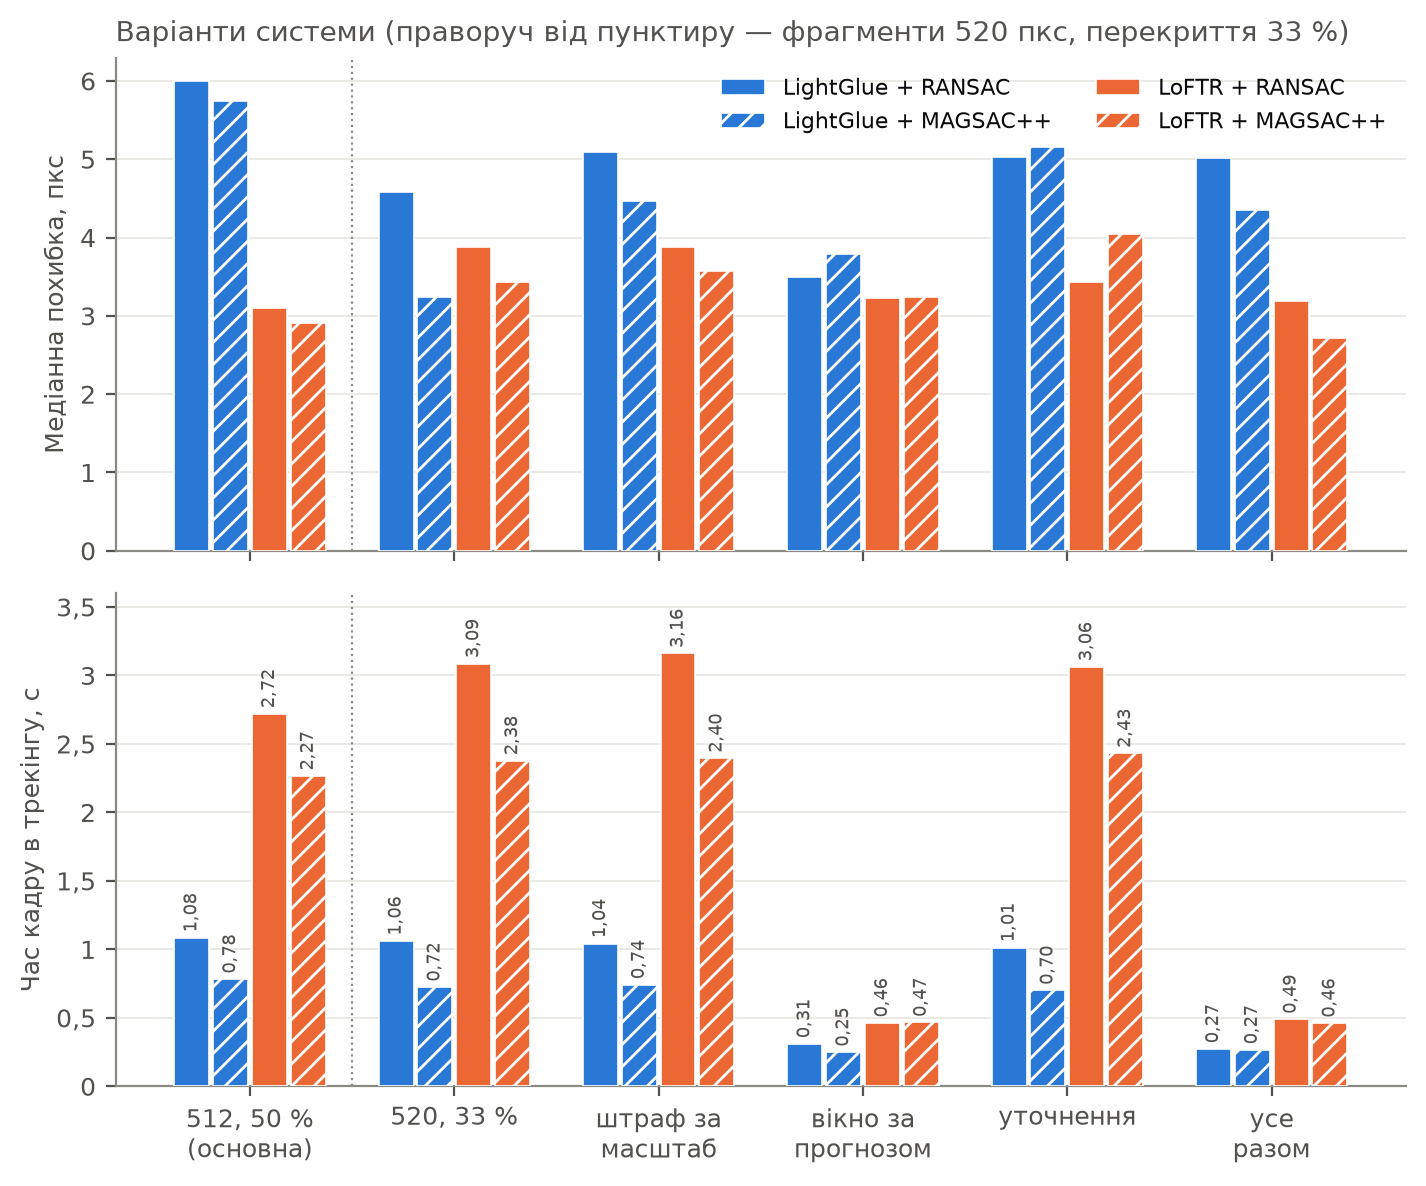 Варіанти системи (праворуч від пунктиру — фрагменти 520 пкс, перекриття 33 %)
LightGlue + RANSAC
LightGlue + MAGSAC++
LoFTR + RANSAC
LoFTR + MAGSAC++
Медіанна похибка, пкс
6
5
4
3
2
1
0
Час кадру в трекінгу, с
3,5
3
2,5
2
1,5
1
0,5
0
1,08
0,78
2,72
2,27
1,06
0,72
3,09
2,38
1,04
0,74
3,16
2,40
0,31
0,25
0,46
0,47
1,01
0,70
3,06
2,43
0,27
0,27
0,49
0,46
512, 50 %
(основна)
520, 33 %
штраф за
масштаб
вікно за
прогнозом
уточнення
усе
разом